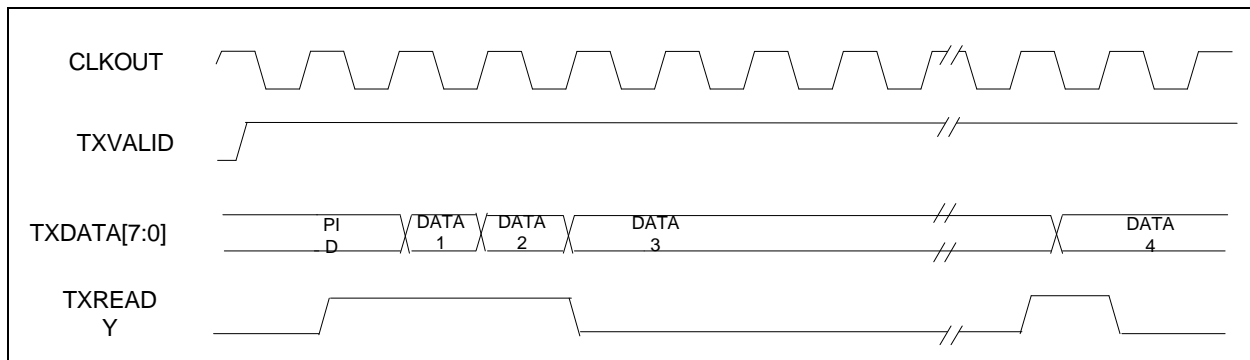 CLKOUT
TXVALID
TXDATA[7:0]
PI
D
DATA
1
DATA
2
DATA
3
DATA
4
TXREAD
Y